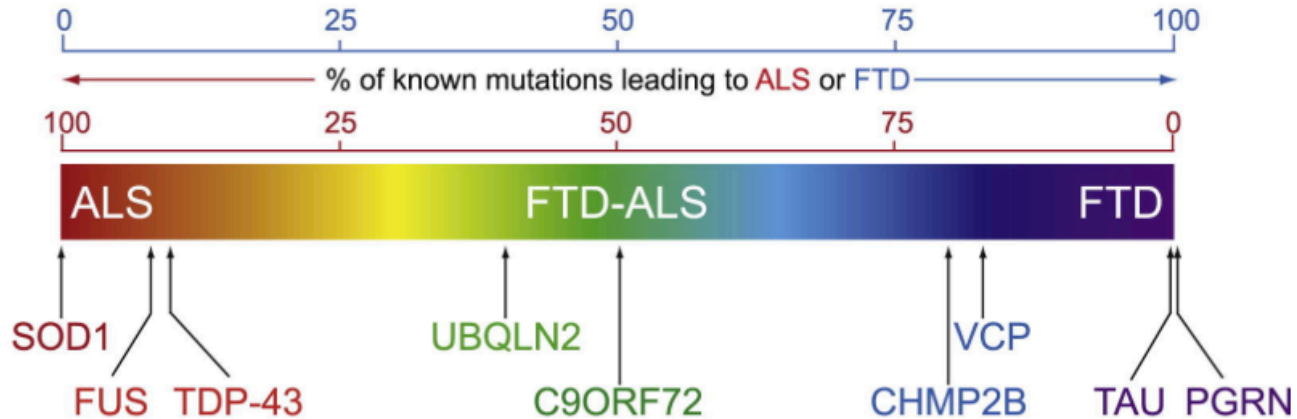 0 25 50 75 100
% of known mutations leading to ALS or FTD
100 25 50 75 0
ALS FTD-ALS FTD
SOD1 UBQLN2 VCP
FUS TDP-43 C9ORF72 CHMP2B TAU PGRN